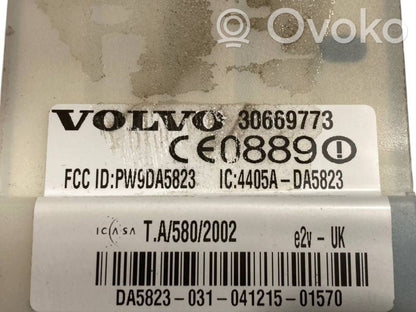 Ovoko
VOLVO 30669773
CE0889!
FCC ID:PW9DA5823 IC:4405A-DA5823
ICASA T.A/580/2002 e2v - UK
DA5823-031-041215-01570